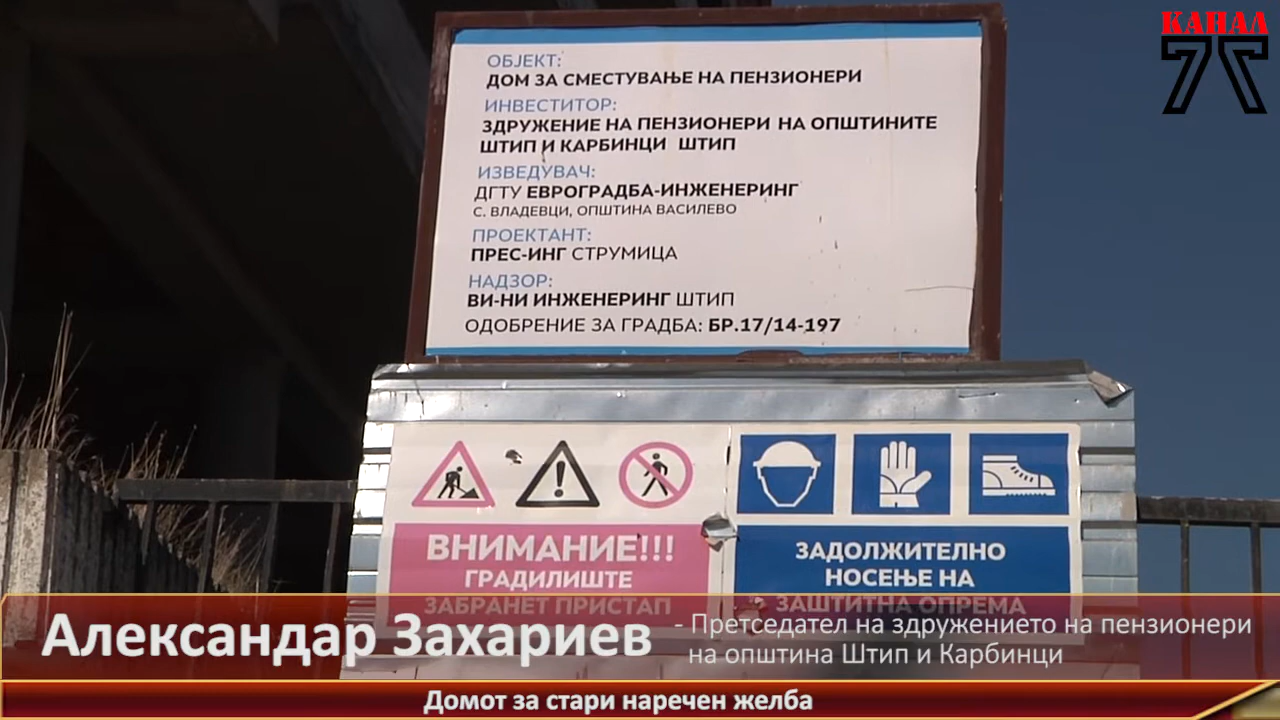 КАНАЛ
77
ОБЈЕКТ:
ДОМ ЗА СМЕСТУВАЊЕ НА ПЕНЗИОНЕРИ
ИНВЕСТИТОР:
ЗДРУЖЕНИЕ НА ПЕНЗИОНЕРИ НА ОПШТИНИТЕ
ШТИП И КАРБИНЦИ ШТИП
ИЗВЕДУВАЧ:
ДГТУ ЕВРОГРАДБА-ИНЖЕНЕРИНГ
С. ВЛАДЕВЦИ, ОПШТИНА ВАСИЛЕВО
ПРОЕКТАНТ:
ПРЕС-ИНГ СТРУМИЦА
НАДЗОР:
ВИ-НИ ИНЖЕНЕРИНГ ШТИП
ОДОБРЕНИЕ ЗА ГРАДБА: БР.17/14-197
ВНИМАНИЕ!!!
ГРАДИЛИШТЕ
ЗАБРАНЕТ ПРИСТАП
ЗАДОЛЖИТЕЛНО
НОСЕЊЕ НА
ЗАШТИТНА ОПРЕМА
Александар Захариев
- Претседател на здружението на пензионери
на општина Штип и Карбинци
Домот за стари наречен желба